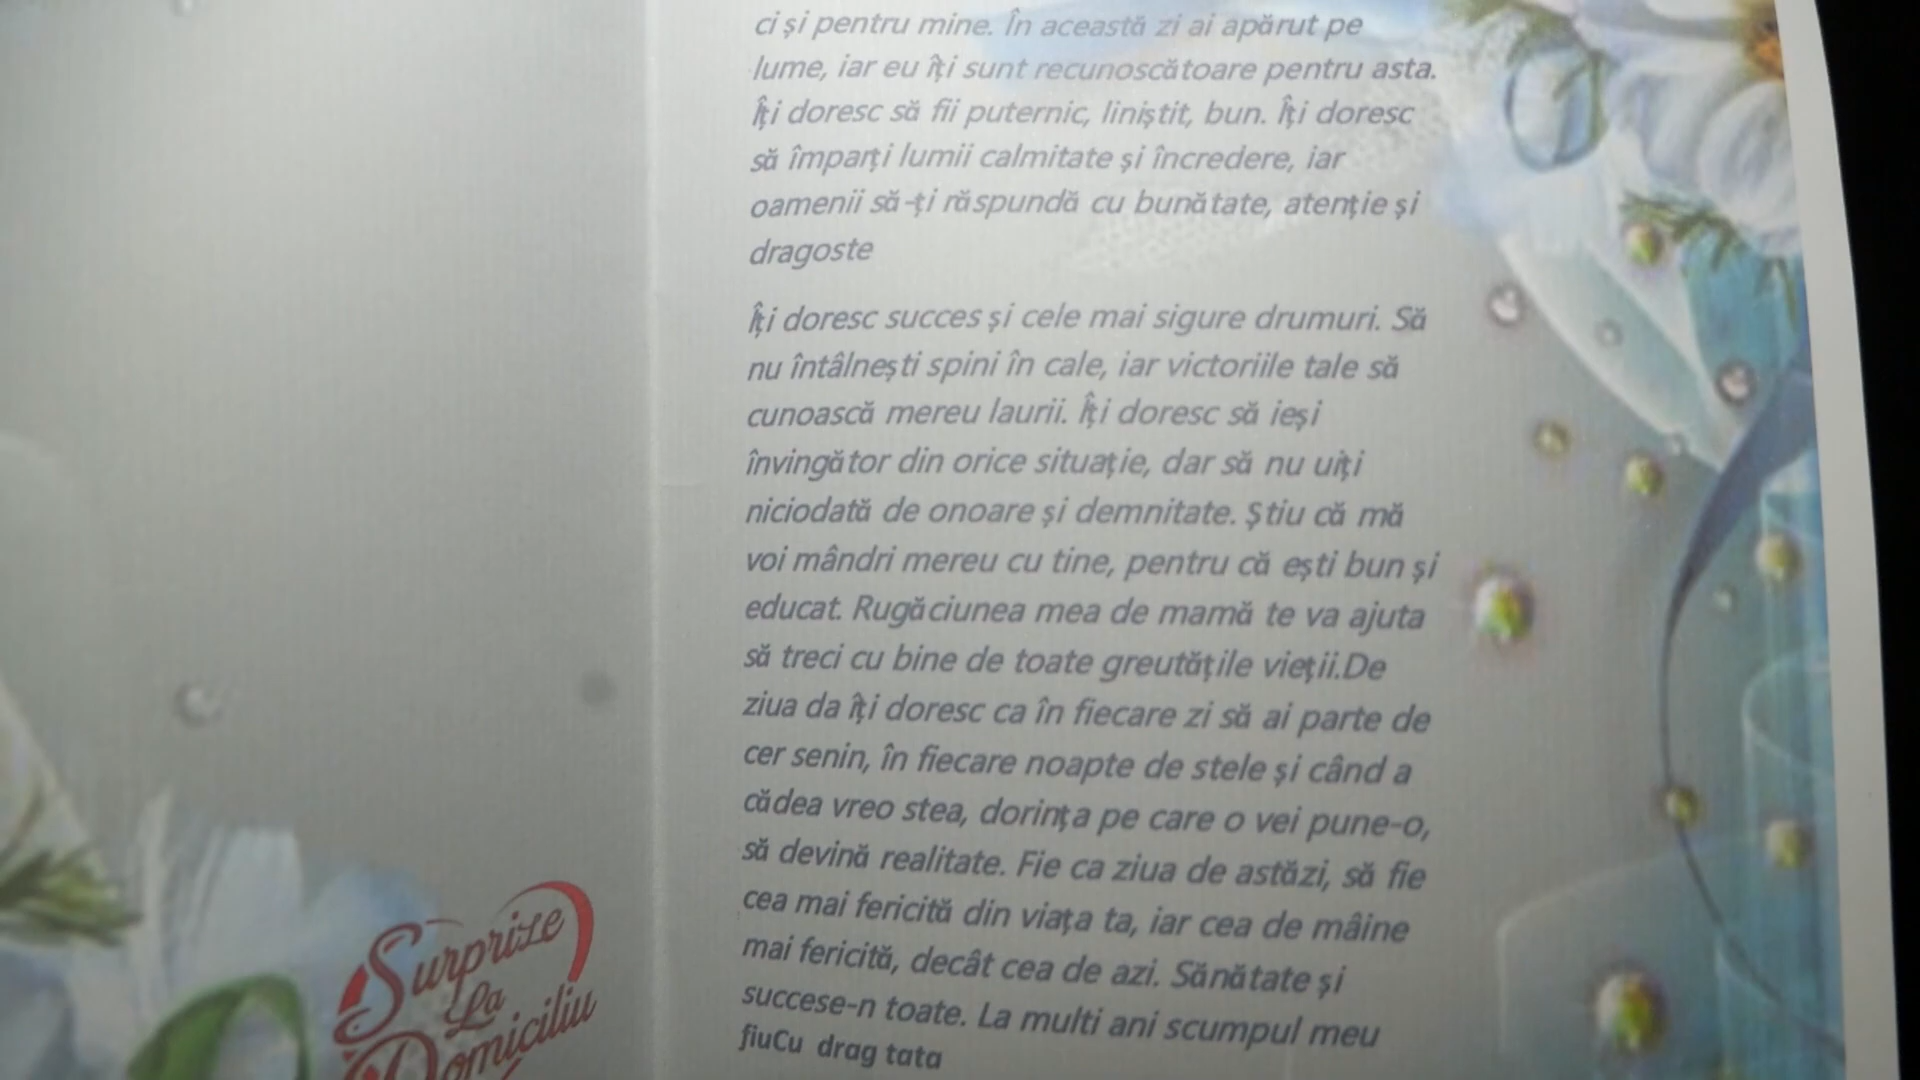 ci și pentru mine. În această zi ai apărut pe
lume, iar eu îți sunt recunoscătoare pentru asta.
Îți doresc să fii puternic, liniștit, bun. Îți doresc
să împarți lumii calmitate și încredere, iar
oamenii să-ți răspundă cu bunătate, atenție și
dragoste
Îți doresc succes și cele mai sigure drumuri. Să
nu întâlnești spini în cale, iar victoriile tale să
cunoască mereu laurii. Îți doresc să ieși
învingător din orice situație, dar să nu uiți
niciodată de onoare și demnitate. Știu că mă
voi mândri mereu cu tine, pentru că ești bun și
educat. Rugăciunea mea de mamă te va ajuta
să treci cu bine de toate greutățile vieții.De
ziua da îți doresc ca în fiecare zi să ai parte de
cer senin, în fiecare noapte de stele și când a
cădea vreo stea, dorința pe care o vei pune-o,
să devină realitate. Fie ca ziua de astăzi, să fie
cea mai fericită din viața ta, iar cea de mâine
mai fericită, decât cea de azi. Sănătate și
succese-n toate. La multi ani scumpul meu
fiuCu drag tata
Surprize
La
Domiciliu